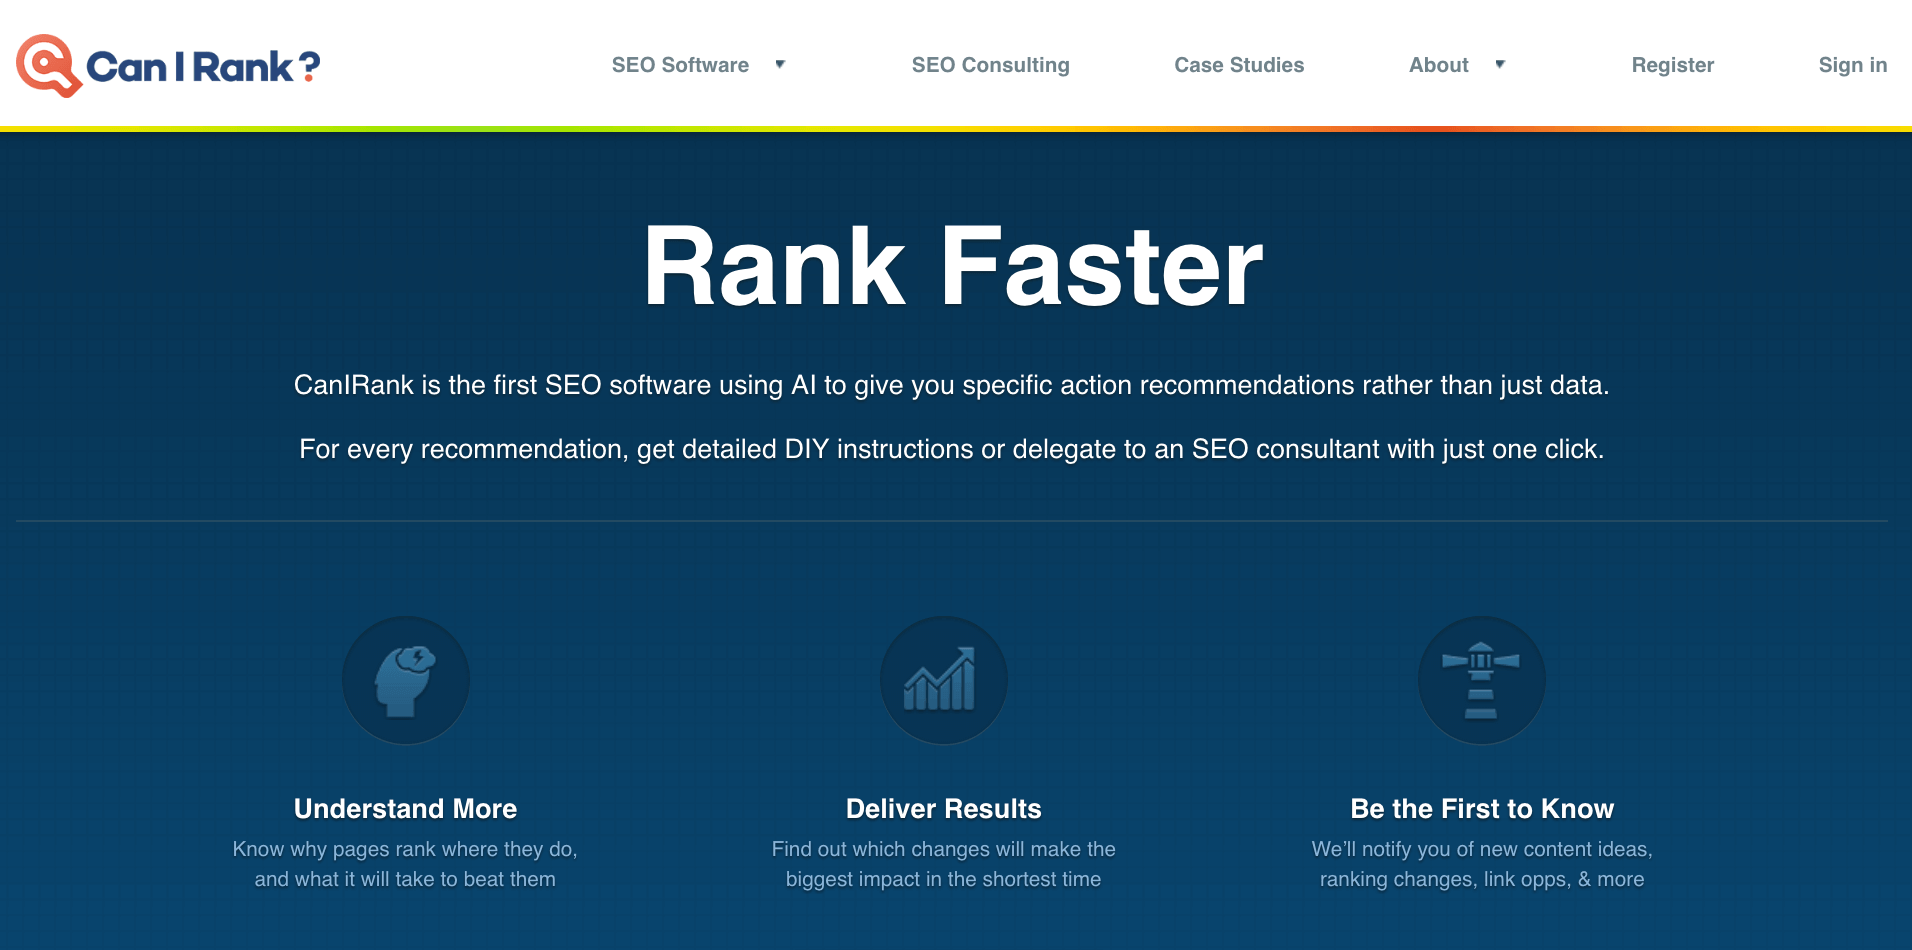 Can I Rank?
SEO Software
SEO Consulting
Case Studies
About
Register
Sign in
Rank Faster
CanIRank is the first SEO software using AI to give you specific action recommendations rather than just data.
For every recommendation, get detailed DIY instructions or delegate to an SEO consultant with just one click.
Understand More
Know why pages rank where they do,
and what it will take to beat them
Deliver Results
Find out which changes will make the
biggest impact in the shortest time
Be the First to Know
We’ll notify you of new content ideas,
ranking changes, link opps, & more